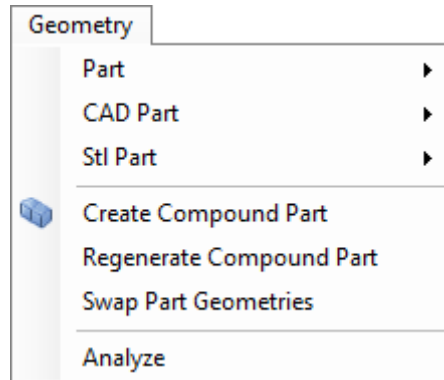 Geometry
Part
CAD Part
Stl Part
Create Compound Part
Regenerate Compound Part
Swap Part Geometries
Analyze